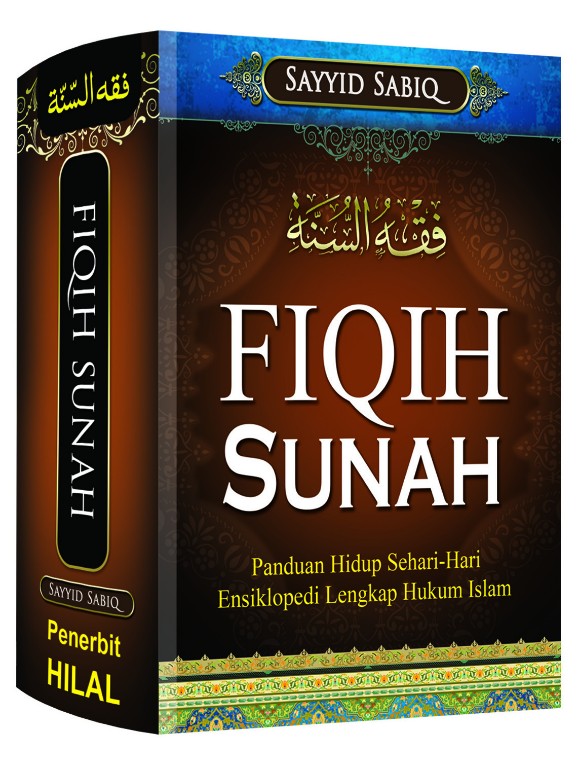 فقه السّنّة
FIQIH SUNAH
SAYYID SABIQ
Penerbit
HILAL
SAYYID SABIQ
فِقْهُ السُّنَّةِ
FIQIH
SUNAH
Panduan Hidup Sehari-Hari
Ensiklopedi Lengkap Hukum Islam